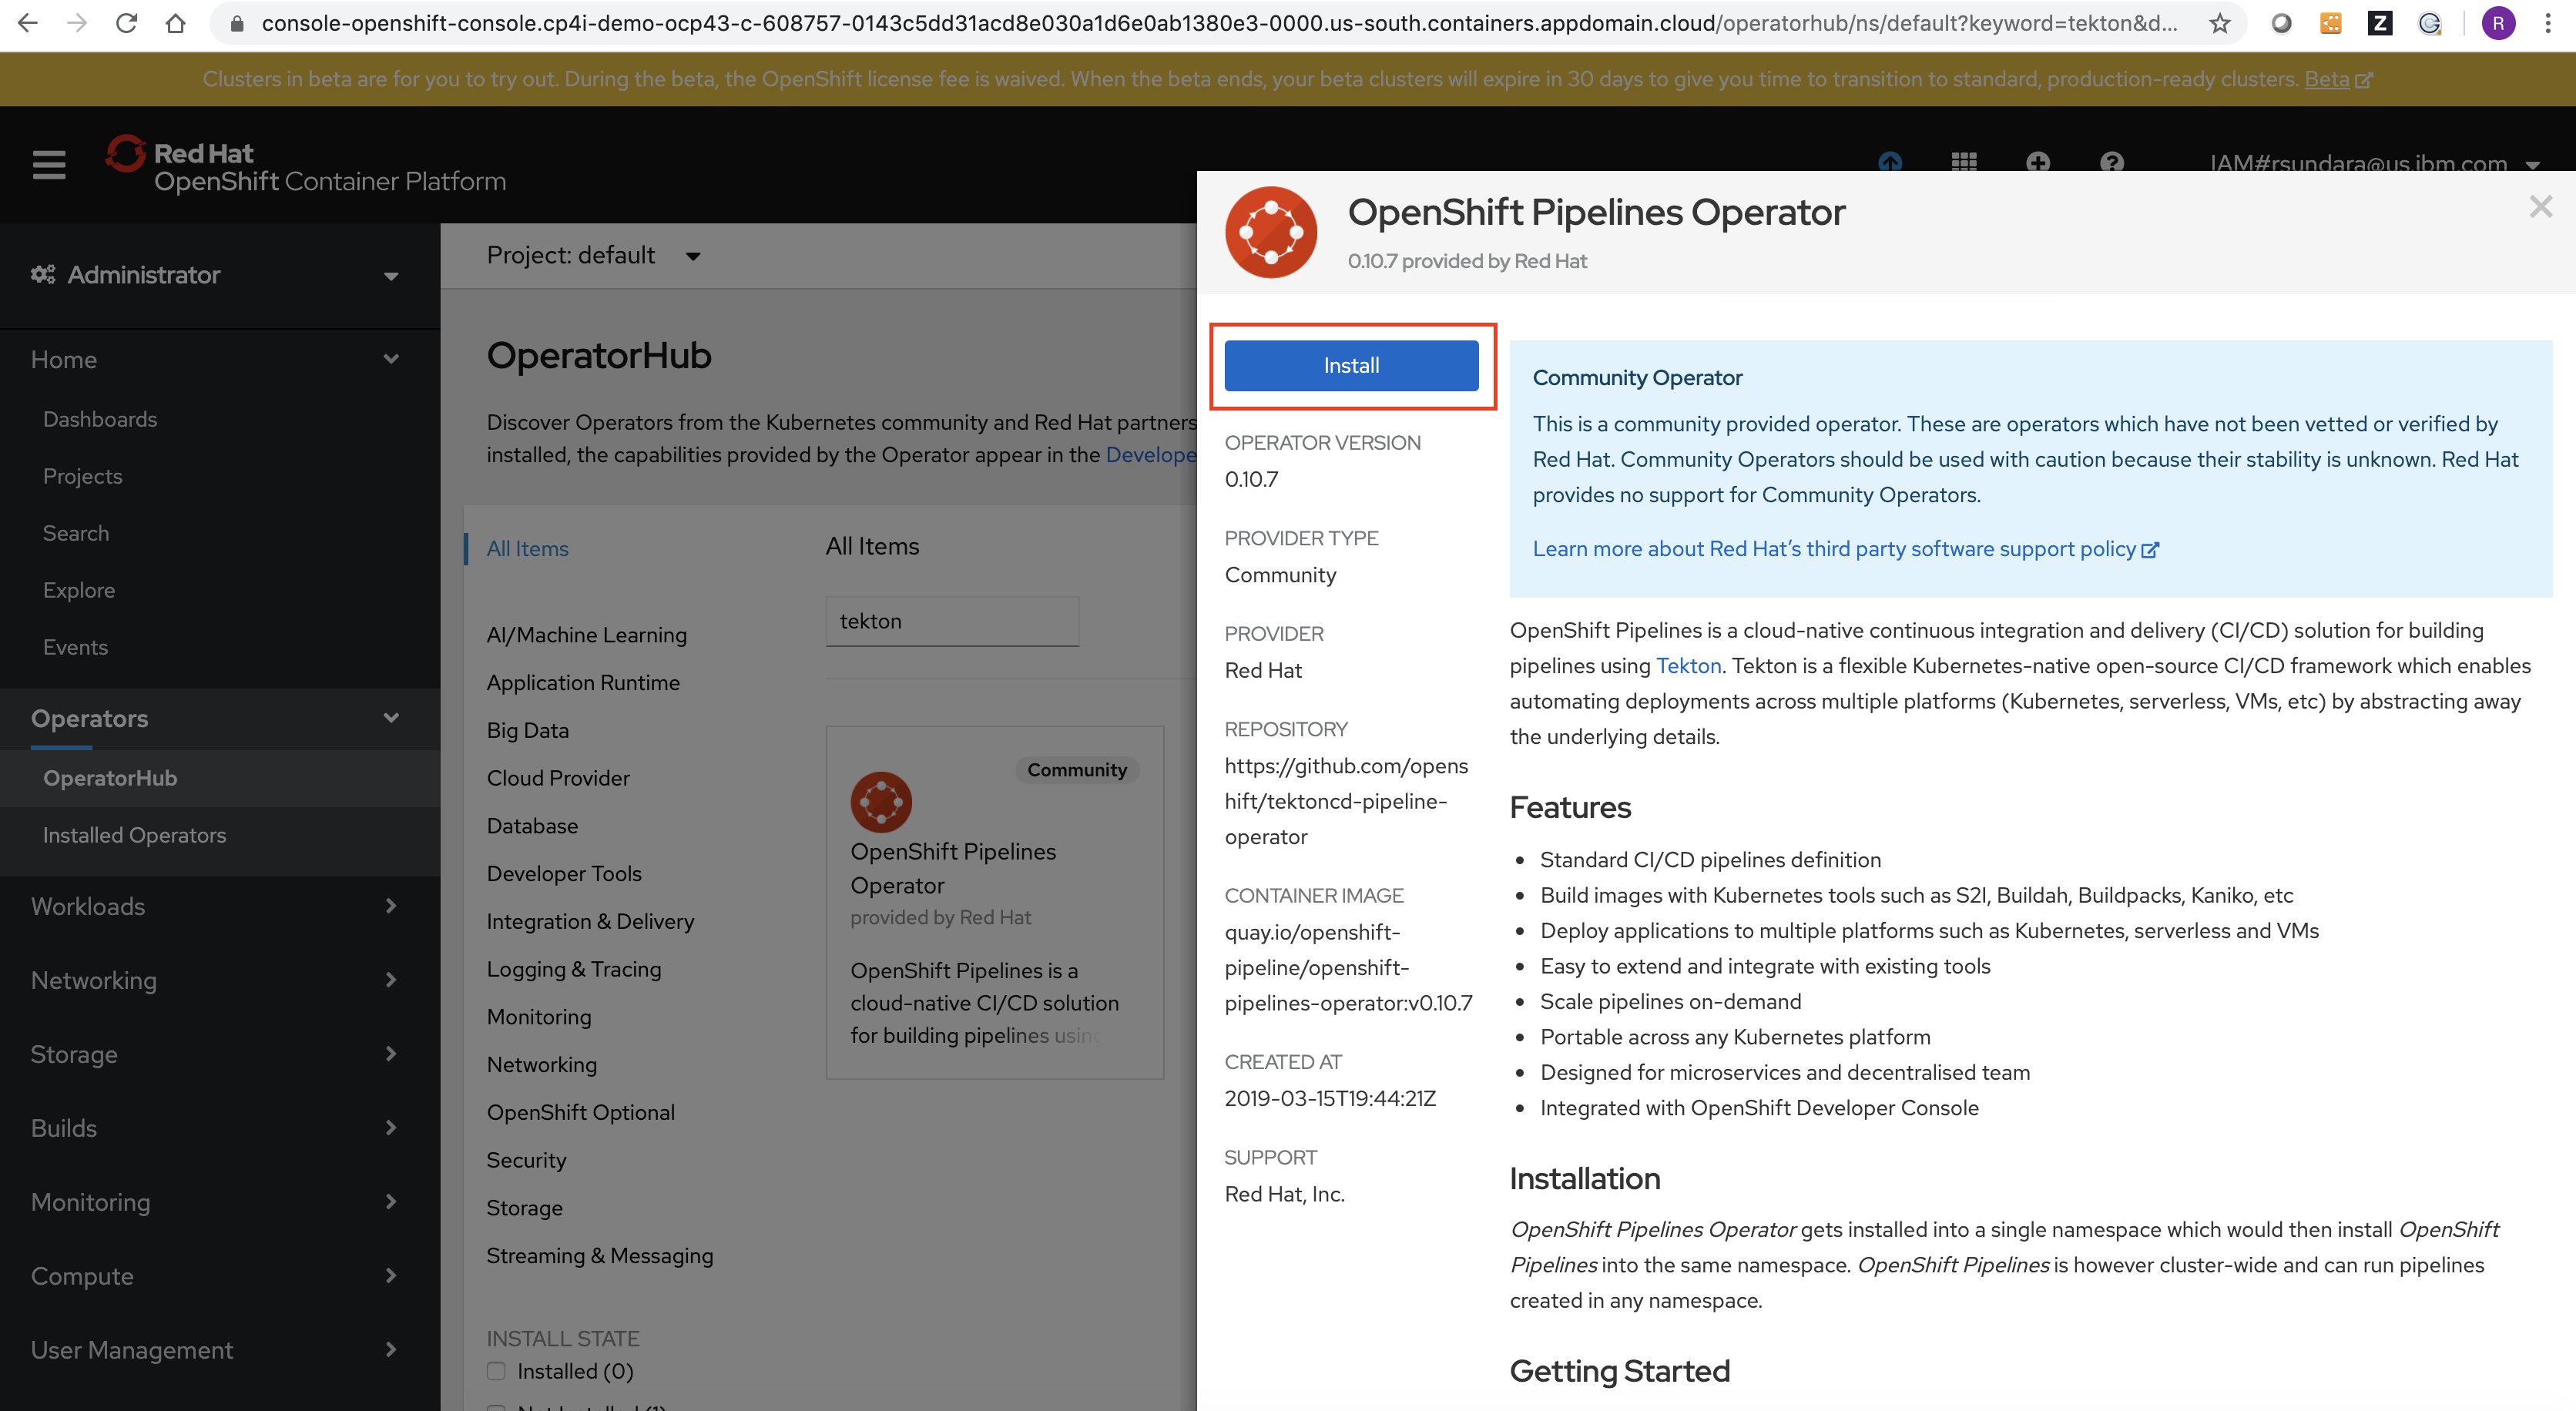 console-openshift-console.cp4i-demo-ocp43-c-608757-0143c5dd31acd8e030a1d6e0ab1380e3-0000.us-south.containers.appdomain.cloud/operatorhub/ns/default?keyword=tekton&d...
Z
R
Clusters in beta are for you to try out. During the beta, the OpenShift license fee is waived. When the beta ends, your beta clusters will expire in 30 days to give you time to transition to standard, production-ready clusters. Beta
Red Hat
OpenShift Container Platform
IAM#rsundara@us.ibm.com
Administrator
Home
Dashboards
Projects
Search
Explore
Events
Operators
OperatorHub
Installed Operators
Workloads
Networking
Storage
Builds
Monitoring
Compute
User Management
Project: default
OperatorHub
Discover Operators from the Kubernetes community and Red Hat partners
installed, the capabilities provided by the Operator appear in the Develope
All Items
AI/Machine Learning
Application Runtime
Big Data
Cloud Provider
Database
Developer Tools
Integration & Delivery
Logging & Tracing
Monitoring
Networking
OpenShift Optional
Security
Storage
Streaming & Messaging
INSTALL STATE
Installed (0)
Not Installed (1)
All Items
tekton
Community
OpenShift Pipelines
Operator
provided by Red Hat
OpenShift Pipelines is a
cloud-native CI/CD solution
for building pipelines using
OpenShift Pipelines Operator
0.10.7 provided by Red Hat
Install
OPERATOR VERSION
0.10.7
PROVIDER TYPE
Community
PROVIDER
Red Hat
REPOSITORY
https://github.com/opens
hift/tektoncd-pipeline-
operator
CONTAINER IMAGE
quay.io/openshift-
pipeline/openshift-
pipelines-operator:v0.10.7
CREATED AT
2019-03-15T19:44:21Z
SUPPORT
Red Hat, Inc.
Community Operator
This is a community provided operator. These are operators which have not been vetted or verified by
Red Hat. Community Operators should be used with caution because their stability is unknown. Red Hat
provides no support for Community Operators.
Learn more about Red Hat's third party software support policy
OpenShift Pipelines is a cloud-native continuous integration and delivery (CI/CD) solution for building
pipelines using Tekton. Tekton is a flexible Kubernetes-native open-source CI/CD framework which enables
automating deployments across multiple platforms (Kubernetes, serverless, VMs, etc) by abstracting away
the underlying details.
Features
• Standard CI/CD pipelines definition
• Build images with Kubernetes tools such as S2I, Buildah, Buildpacks, Kaniko, etc
• Deploy applications to multiple platforms such as Kubernetes, serverless and VMs
• Easy to extend and integrate with existing tools
• Scale pipelines on-demand
• Portable across any Kubernetes platform
• Designed for microservices and decentralised team
• Integrated with OpenShift Developer Console
Installation
OpenShift Pipelines Operator gets installed into a single namespace which would then install OpenShift
Pipelines into the same namespace. OpenShift Pipelines is however cluster-wide and can run pipelines
created in any namespace.
Getting Started